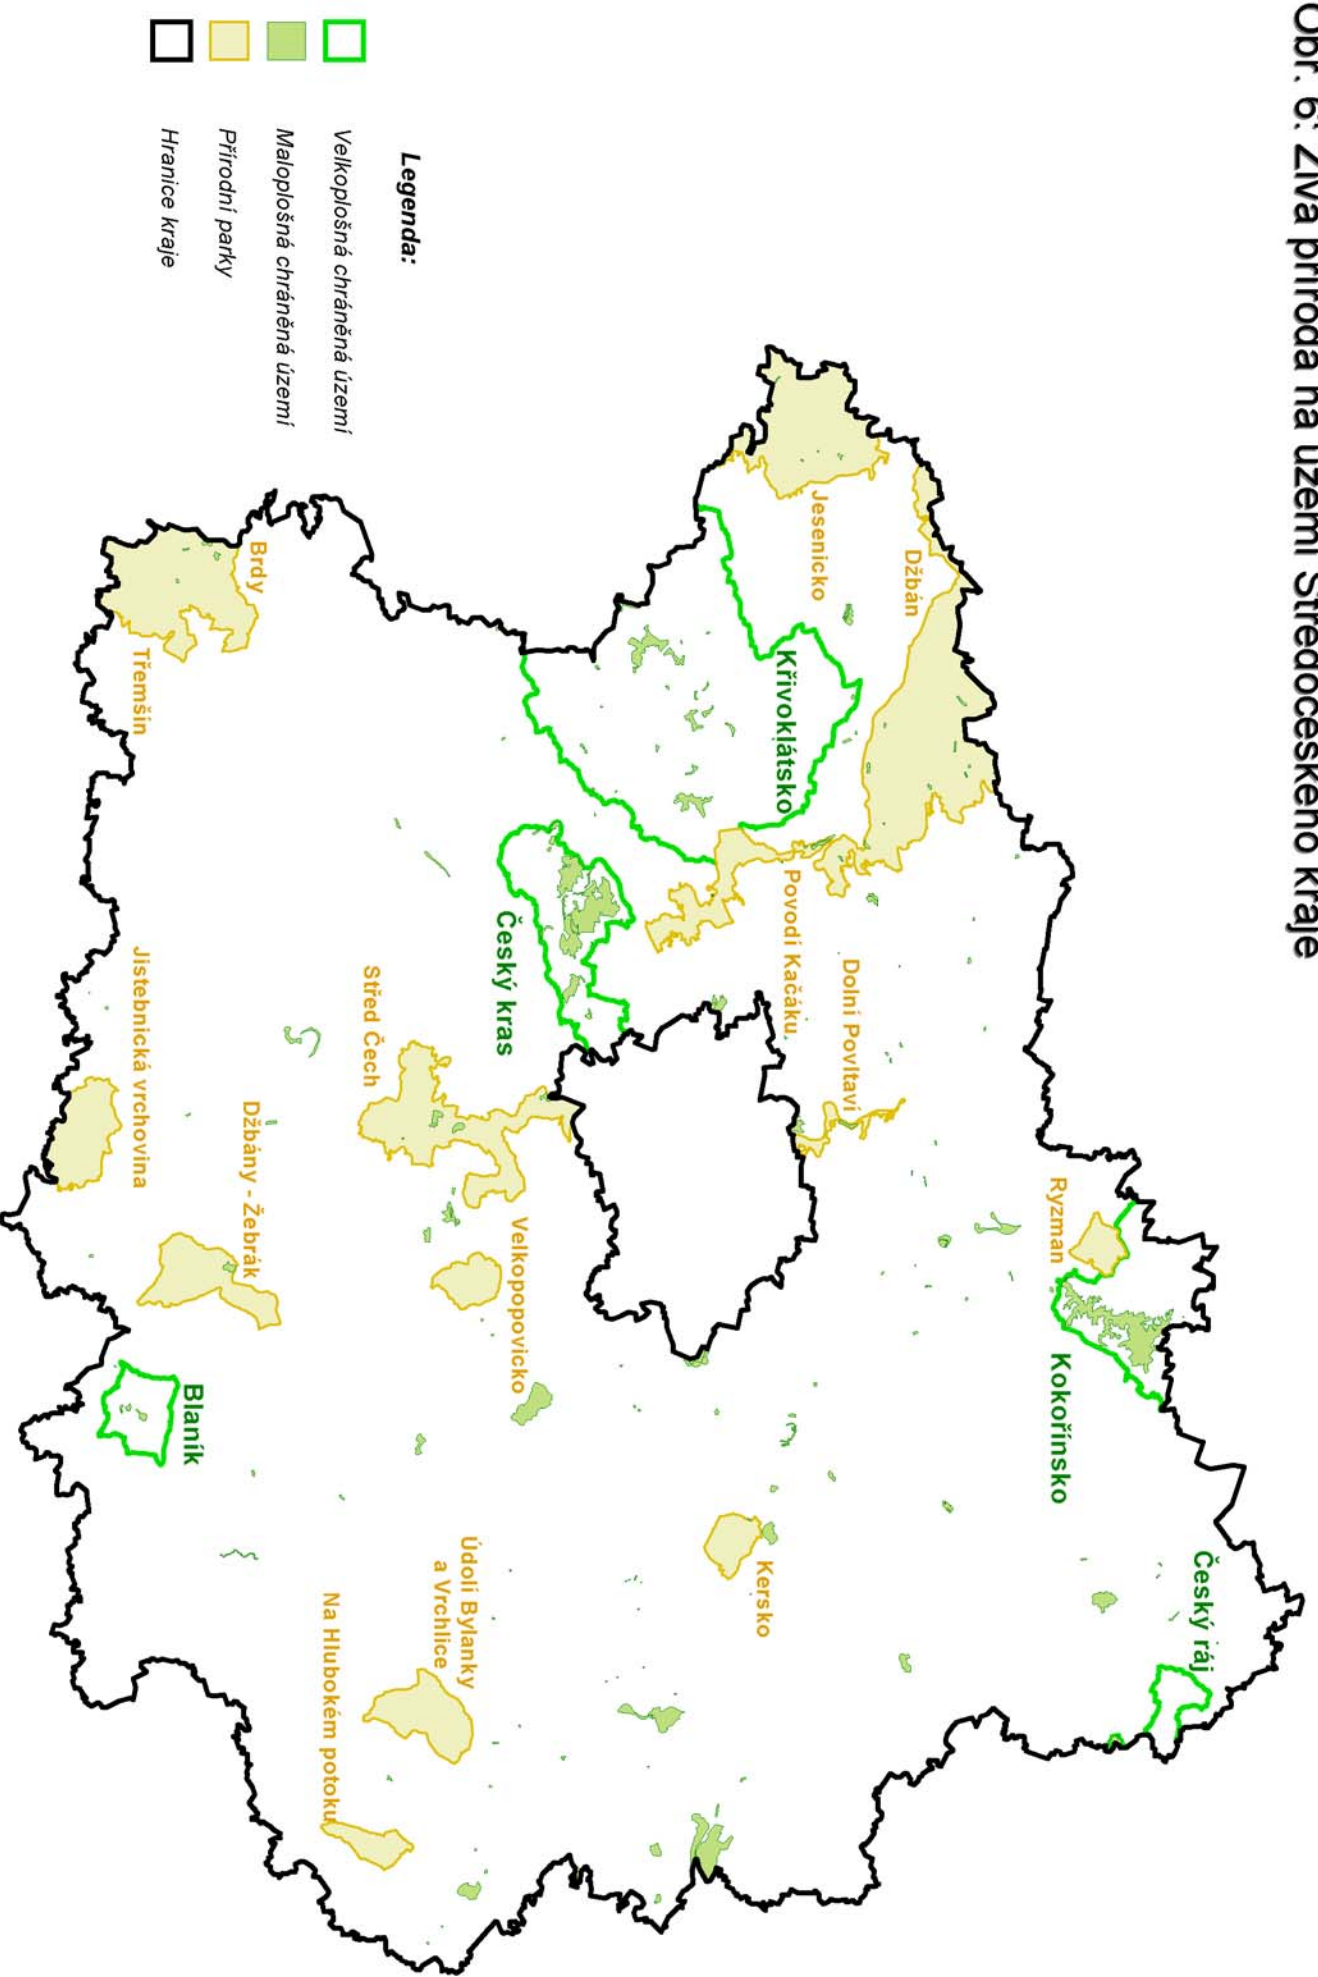 Obr. 6: Živá příroda na území Středočeského kraje
Český ráj
Kokořínsko
Ryzman
Džbán
Jesenicko
Dolní Povltaví
Křivoklátsko
Povodí Kačáku
Kersko
Český kras
Velkopopovicko
Údolí Bylanky
a Vrchlice
Střed Čech
Na Hlubokém potoku
Brdy
Džbány - Žebrák
Blaník
Třemšín
Jistebnická vrchovina
Legenda:
Velkoplošná chráněná území
Maloplošná chráněná území
Přírodní parky
Hranice kraje